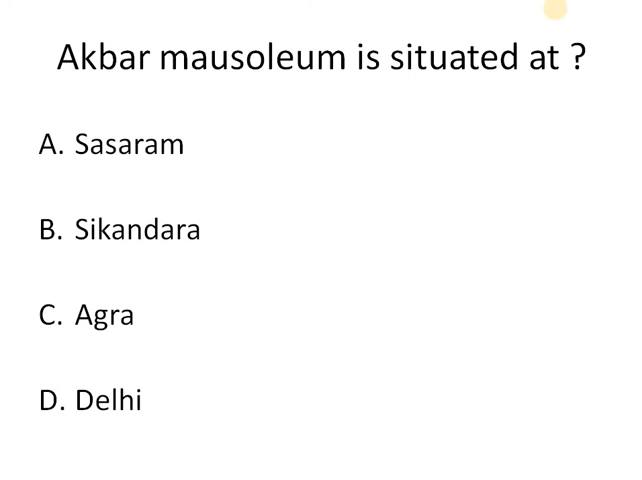 Akbar mausoleum is situated at ?
A. Sasaram
B. Sikandara
C. Agra
D. Delhi